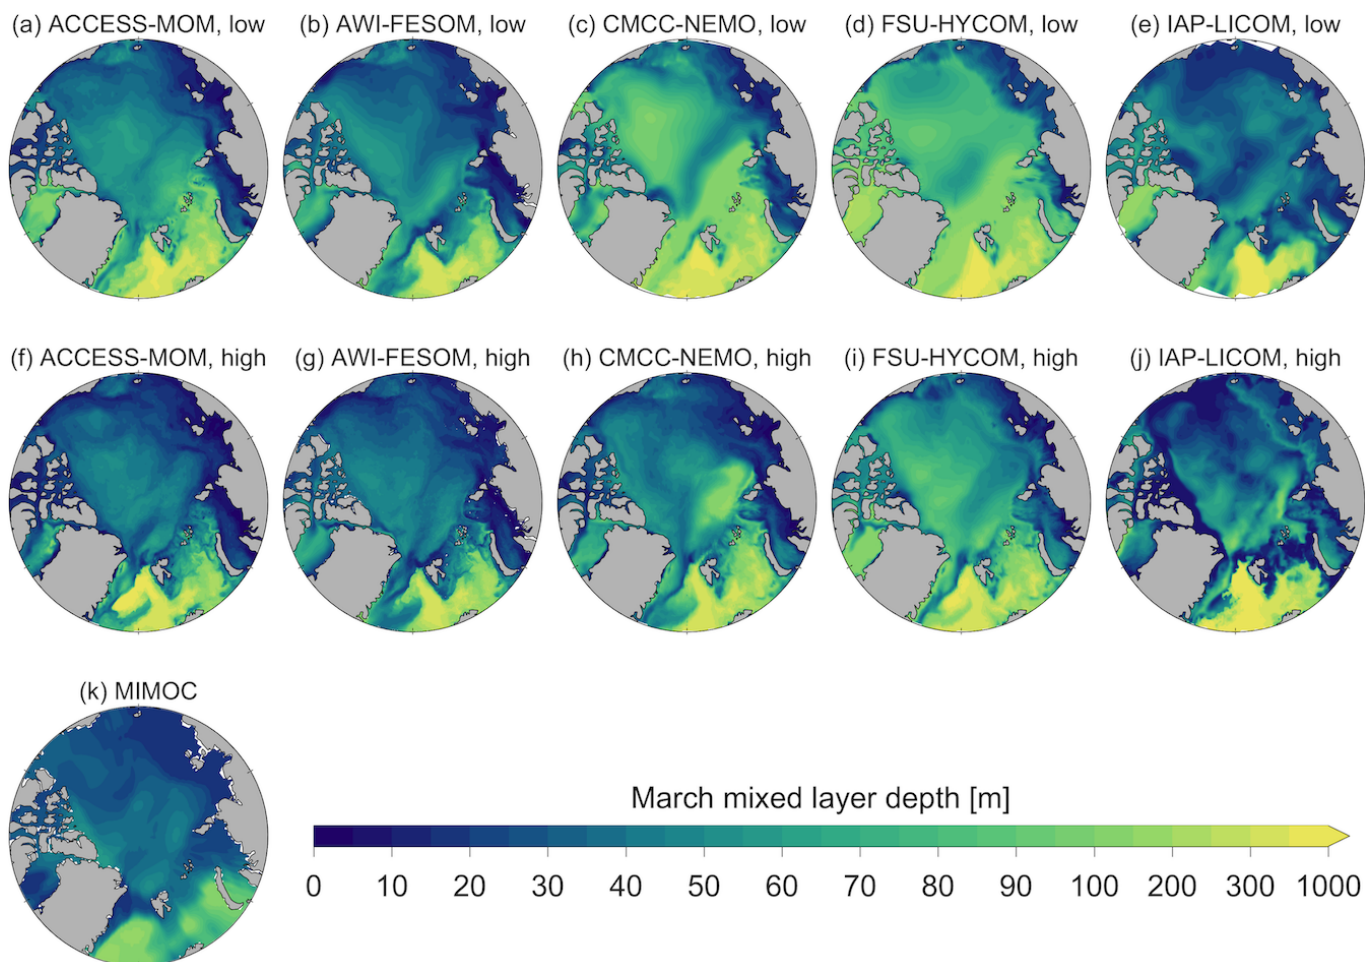 (a) ACCESS-MOM, low
(b) AWI-FESOM, low
(c) CMCC-NEMO, low
(d) FSU-HYCOM, low
(e) IAP-LICOM, low
(f) ACCESS-MOM, high
(g) AWI-FESOM, high
(h) CMCC-NEMO, high
(i) FSU-HYCOM, high
(j) IAP-LICOM, high
(k) MIMOC
March mixed layer depth [m]
0 10 20 30 40 50 60 70 80 90 100 200 300 1000